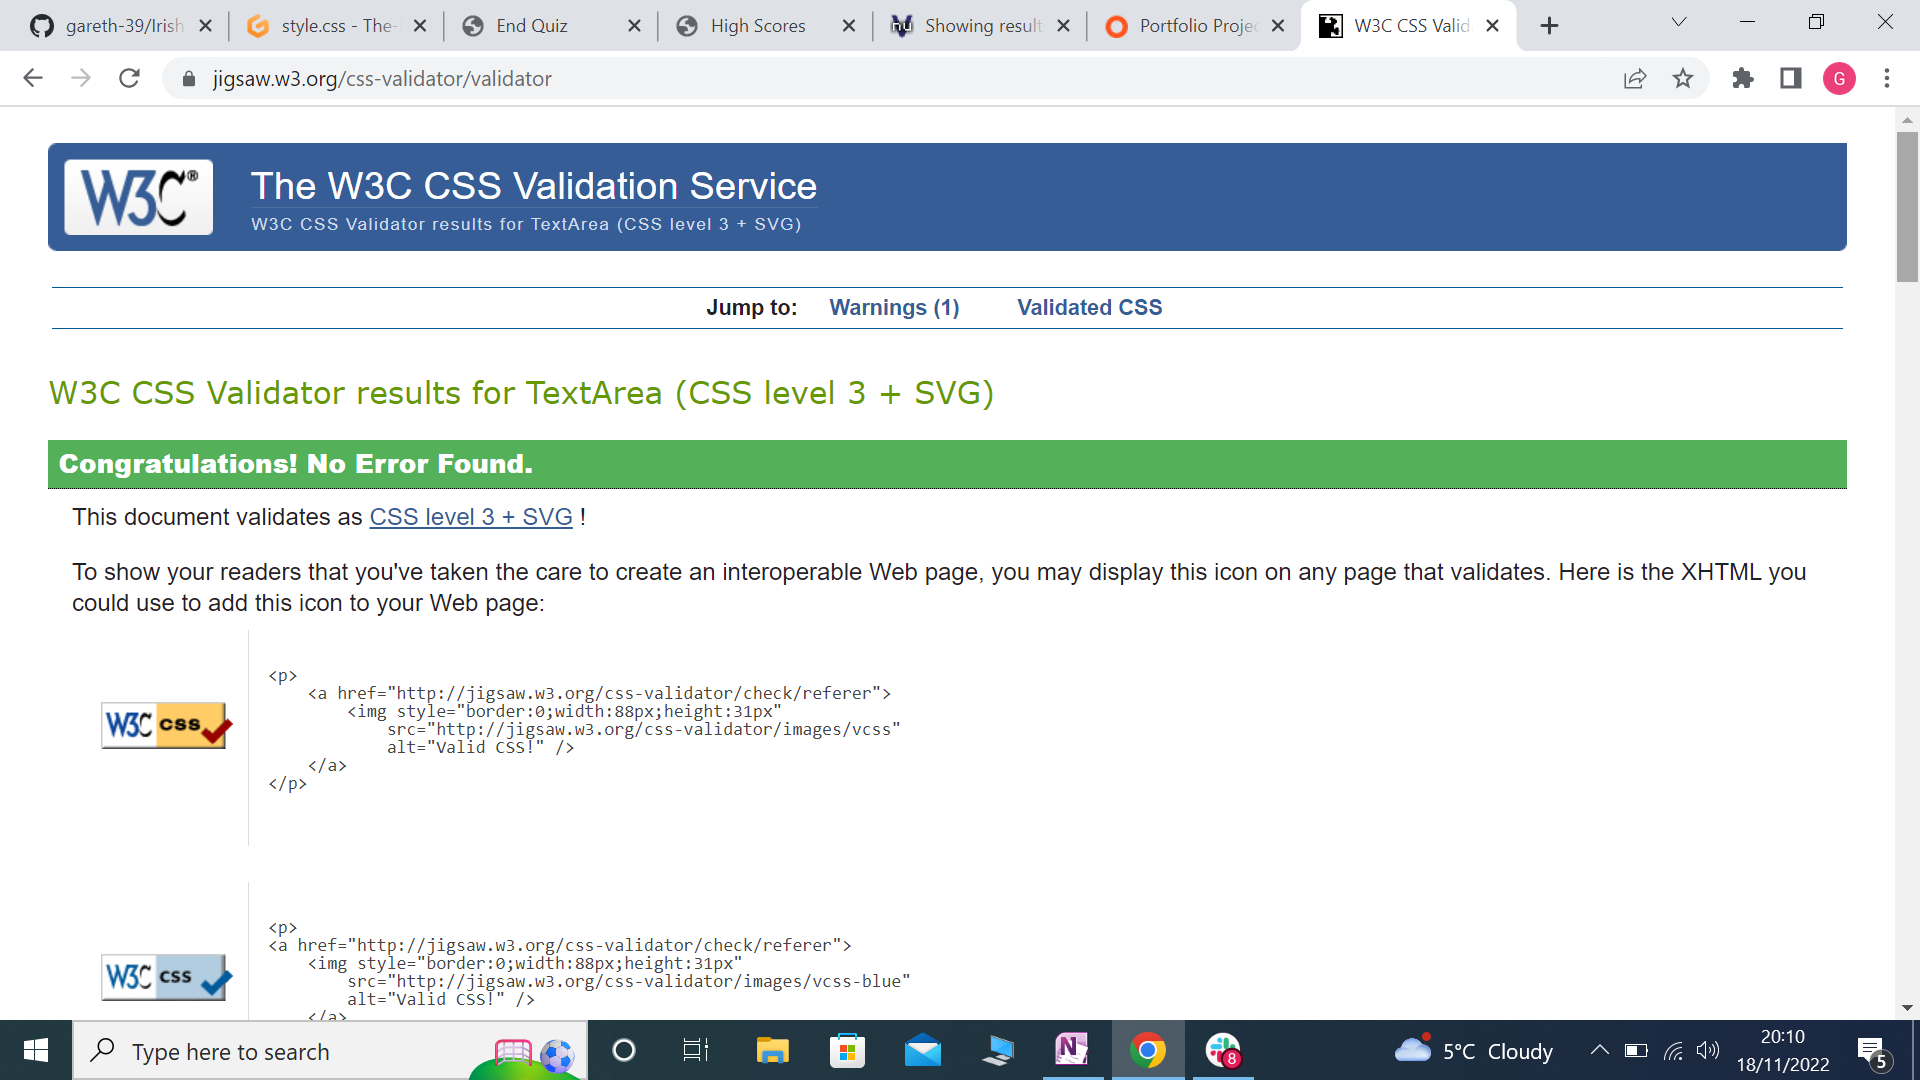 gareth-39/Irish
style.css - The-
End Quiz
High Scores
Showing result
Portfolio Projec
W3C CSS Valid
jigsaw.w3.org/css-validator/validator
G
W3C®
The W3C CSS Validation Service
W3C CSS Validator results for TextArea (CSS level 3 + SVG)
Jump to: Warnings (1) Validated CSS
W3C CSS Validator results for TextArea (CSS level 3 + SVG)
Congratulations! No Error Found.
This document validates as CSS level 3 + SVG !
To show your readers that you've taken the care to create an interoperable Web page, you may display this icon on any page that validates. Here is the XHTML you
could use to add this icon to your Web page:
W3C css
<p>
<a href="http://jigsaw.w3.org/css-validator/check/referer">
<img style="border:0;width:88px;height:31px"
src="http://jigsaw.w3.org/css-validator/images/vcss"
alt="Valid CSS!" />
</a>
</p>
W3C css
<p>
<a href="http://jigsaw.w3.org/css-validator/check/referer">
<img style="border:0;width:88px;height:31px"
src="http://jigsaw.w3.org/css-validator/images/vcss-blue"
alt="Valid CSS!" />
</a>
Type here to search
N
8
5°C Cloudy
20:10
18/11/2022
5